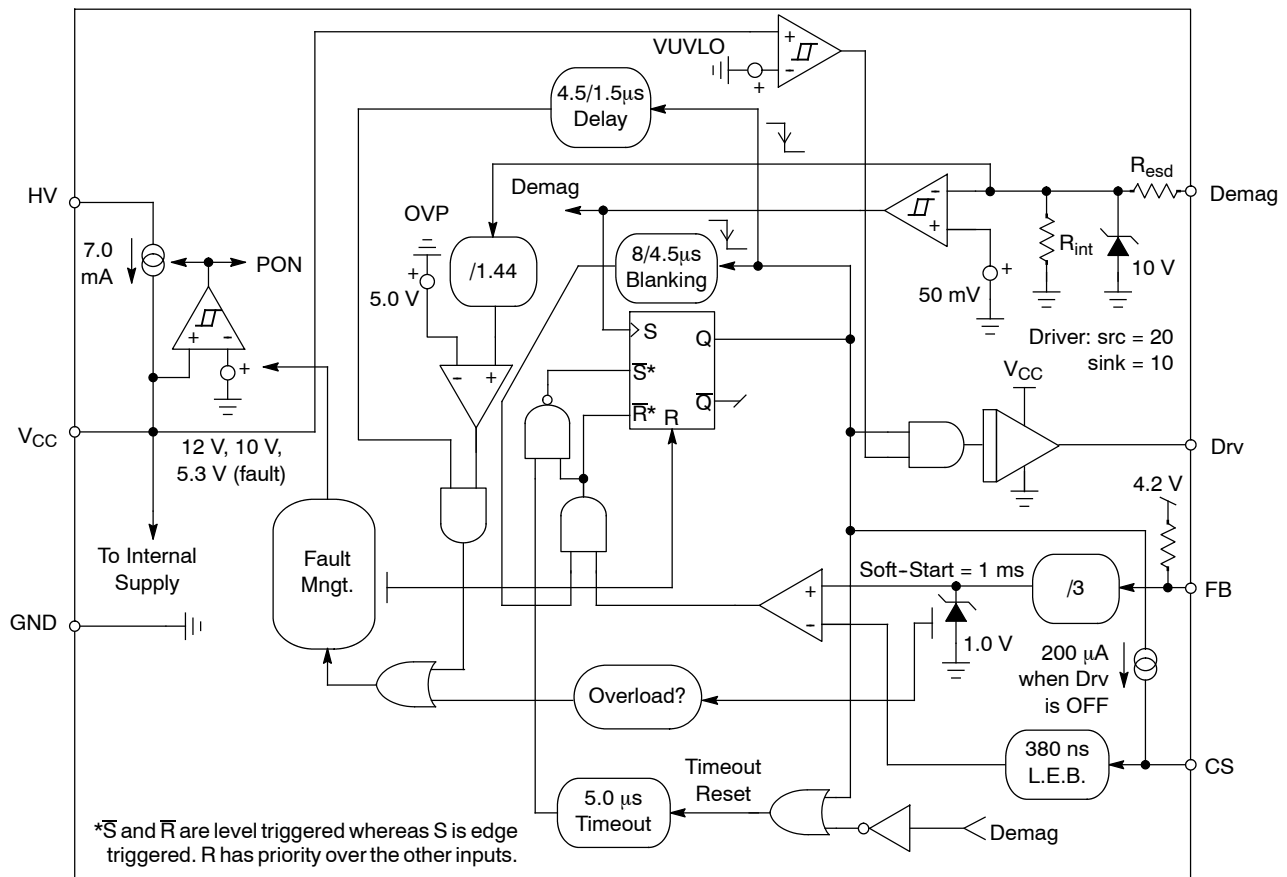 VUVLO
+
-
+
4.5/1.5μs
Delay
HV
7.0
mA
PON
+
-
+
OVP
+
5.0 V
/1.44
-
+
Demag
8/4.5μs
Blanking
-
+
+
50 mV
Rint
Resd
10 V
Demag
Driver: src = 20
sink = 10
S
Q
S̅*
Q̅
R̅*
R
VCC
VCC
12 V, 10 V,
5.3 V (fault)
Drv
4.2 V
To Internal
Supply
Fault
Mngt.
GND
Soft-Start = 1 ms
+
-
/3
FB
1.0 V
200 μA
when Drv
is OFF
Overload?
380 ns
L.E.B.
CS
5.0 μs
Timeout
Timeout
Reset
Demag
*S̅ and R̅ are level triggered whereas S is edge
triggered. R has priority over the other inputs.